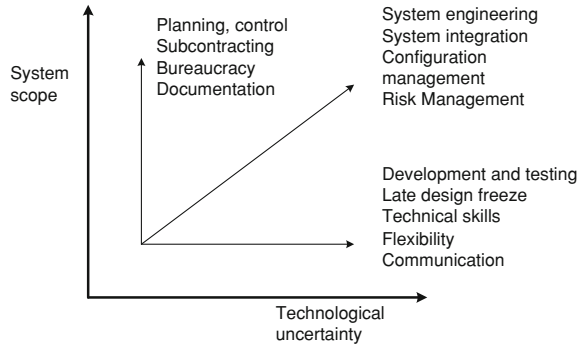 Planning, control
Subcontracting
Bureaucracy
Documentation
System engineering
System integration
Configuration
management
Risk Management
System
scope
Development and testing
Late design freeze
Technical skills
Flexibility
Communication
Technological
uncertainty